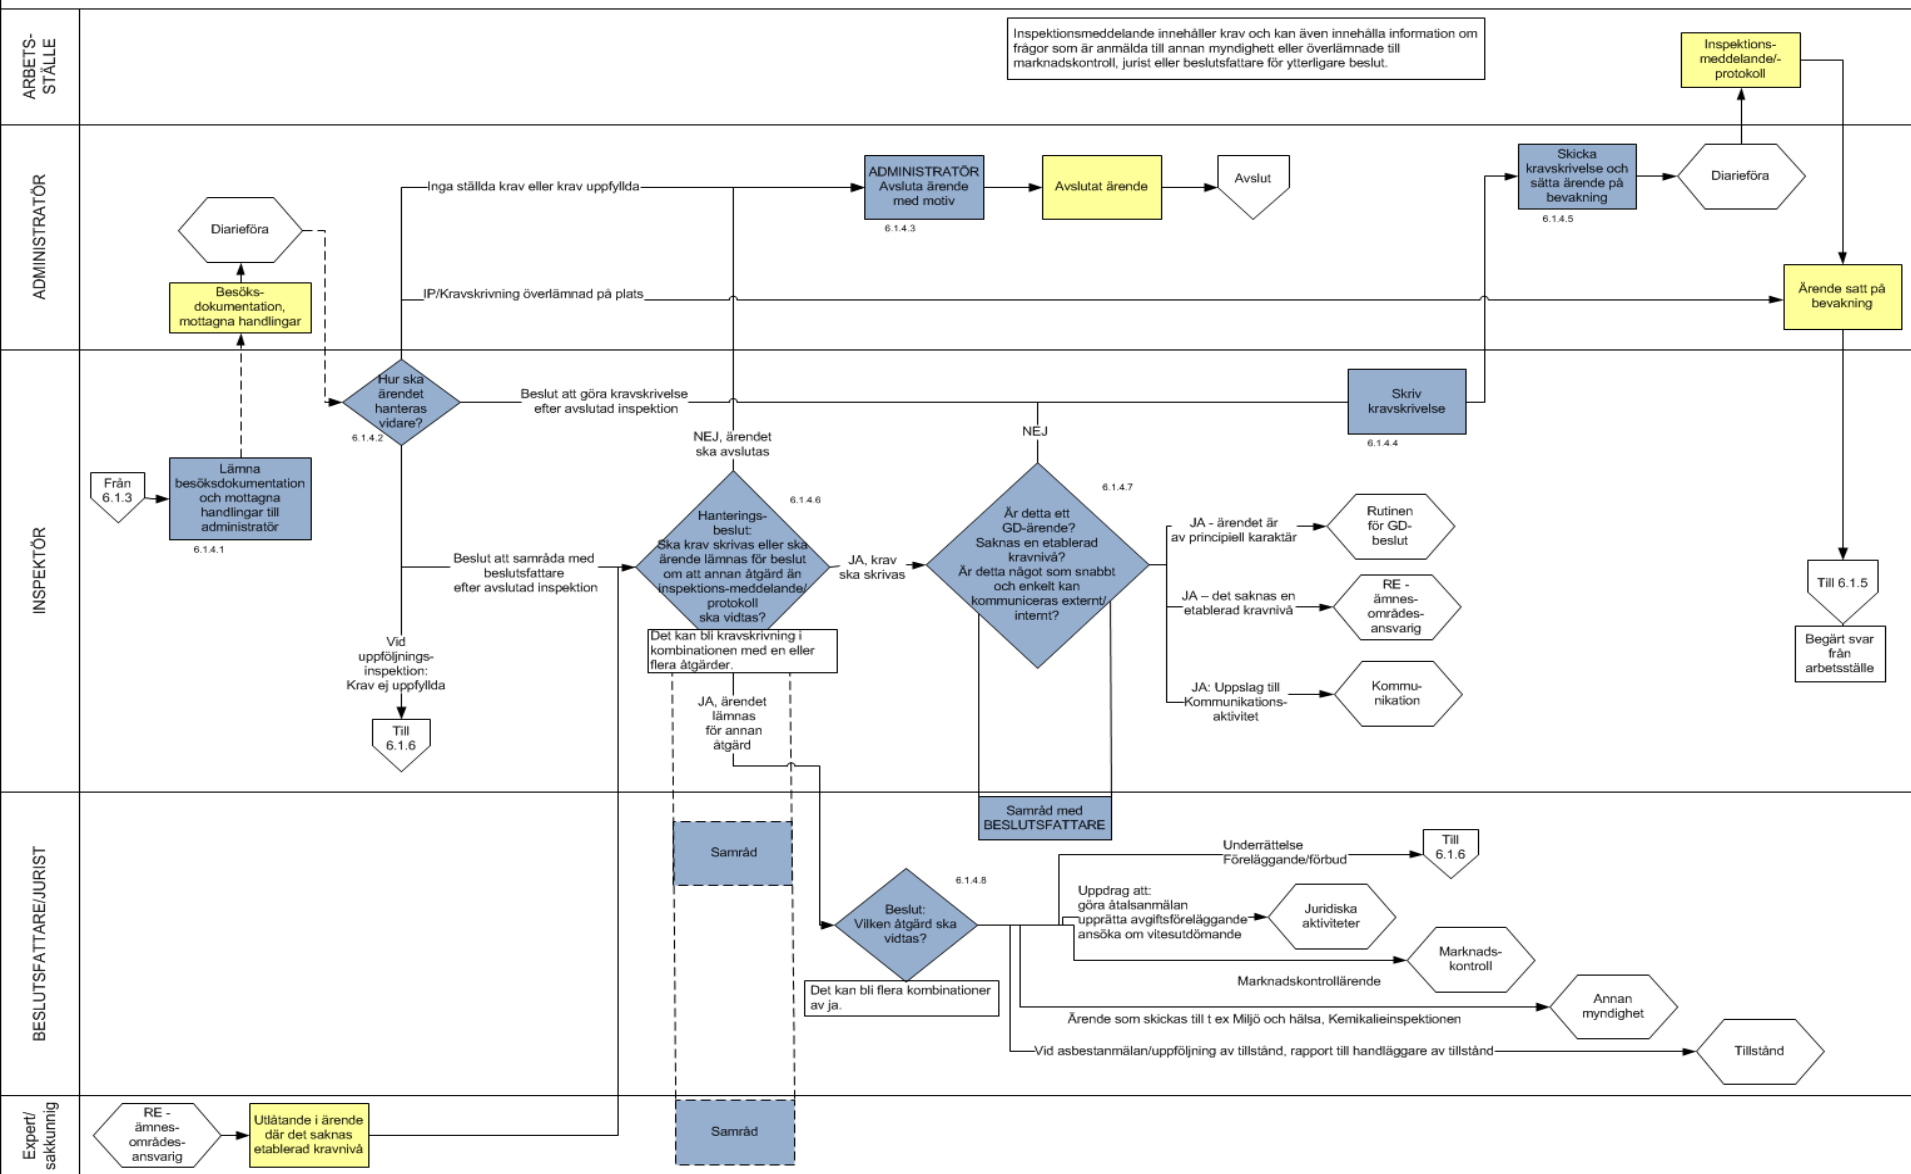 ARBETS-
STÄLLE
Inspektionsmeddelande innehåller krav och kan även innehålla information om
frågor som är anmälda till annan myndighett eller överlämnade till
marknadskontroll, jurist eller beslutsfattare för ytterligare beslut.
Inspektions-
meddelande/-
protokoll
ADMINISTRATÖR
Diarieföra
Besöks-
dokumentation,
mottagna handlingar
Inga ställda krav eller krav uppfyllda
ADMINISTRATÖR
Avsluta ärende
med motiv
6.1.4.3
Avslutat ärende
Avslut
Skicka
kravskrivelse och
sätta ärende på
bevakning
6.1.4.5
Diarieföra
IP/Kravskrivning överlämnad på plats
Ärende satt på
bevakning
INSPEKTÖR
Från
6.1.3
Lämna
besöksdokumentation
och mottagna
handlingar till
administratör
6.1.4.1
Hur ska
ärendet
hanteras
vidare?
6.1.4.2
Beslut att göra kravskrivelse
efter avslutad inspektion
Skriv
kravskrivelse
6.1.4.4
NEJ, ärendet
ska avslutas
NEJ
Beslut att samråda med
beslutsfattare
efter avslutad inspektion
Vid
uppföljnings-
inspektion:
Krav ej uppfyllda
Till
6.1.6
6.1.4.6
Hanterings-
beslut:
Ska krav skrivas eller ska
ärende lämnas för beslut
om att annan åtgärd än
inspektions-meddelande/
protokoll
ska vidtas?
Det kan bli kravskrivning i
kombinationen med en eller
flera åtgärder.
JA, krav
ska skrivas
JA, ärendet
lämnas
för annan
åtgärd
6.1.4.7
Är detta ett
GD-ärende?
Saknas en etablerad
kravnivå?
Är detta något som snabbt
och enkelt kan
kommuniceras externt/
internt?
JA - ärendet är
av principiell karaktär
Rutinen
för GD-
beslut
JA – det saknas en
etablerad kravnivå
RE -
ämnes-
områdes-
ansvarig
JA: Uppslag till
Kommunikations-
aktivitet
Kommu-
nikation
Till 6.1.5
Begärt svar
från
arbetsställe
BESLUTSFATTARE/JURIST
Samråd med
BESLUTSFATTARE
Samråd
6.1.4.8
Beslut:
Vilken åtgärd ska
vidtas?
Det kan bli flera kombinationer
av ja.
Underrättelse
Föreläggande/förbud
Till
6.1.6
Uppdrag att:
göra åtalsanmälan
upprätta avgiftsföreläggande
ansöka om vitesutdömande
Juridiska
aktiviteter
Marknads-
kontroll
Marknadskontrollärende
Annan
myndighet
Ärende som skickas till t ex Miljö och hälsa, Kemikalieinspektionen
Vid asbestanmälan/uppföljning av tillstånd, rapport till handläggare av tillstånd
Tillstånd
Expert/
sakkunnig
RE -
ämnes-
områdes-
ansvarig
Utlåtande i ärende
där det saknas
etablerad kravnivå
Samråd